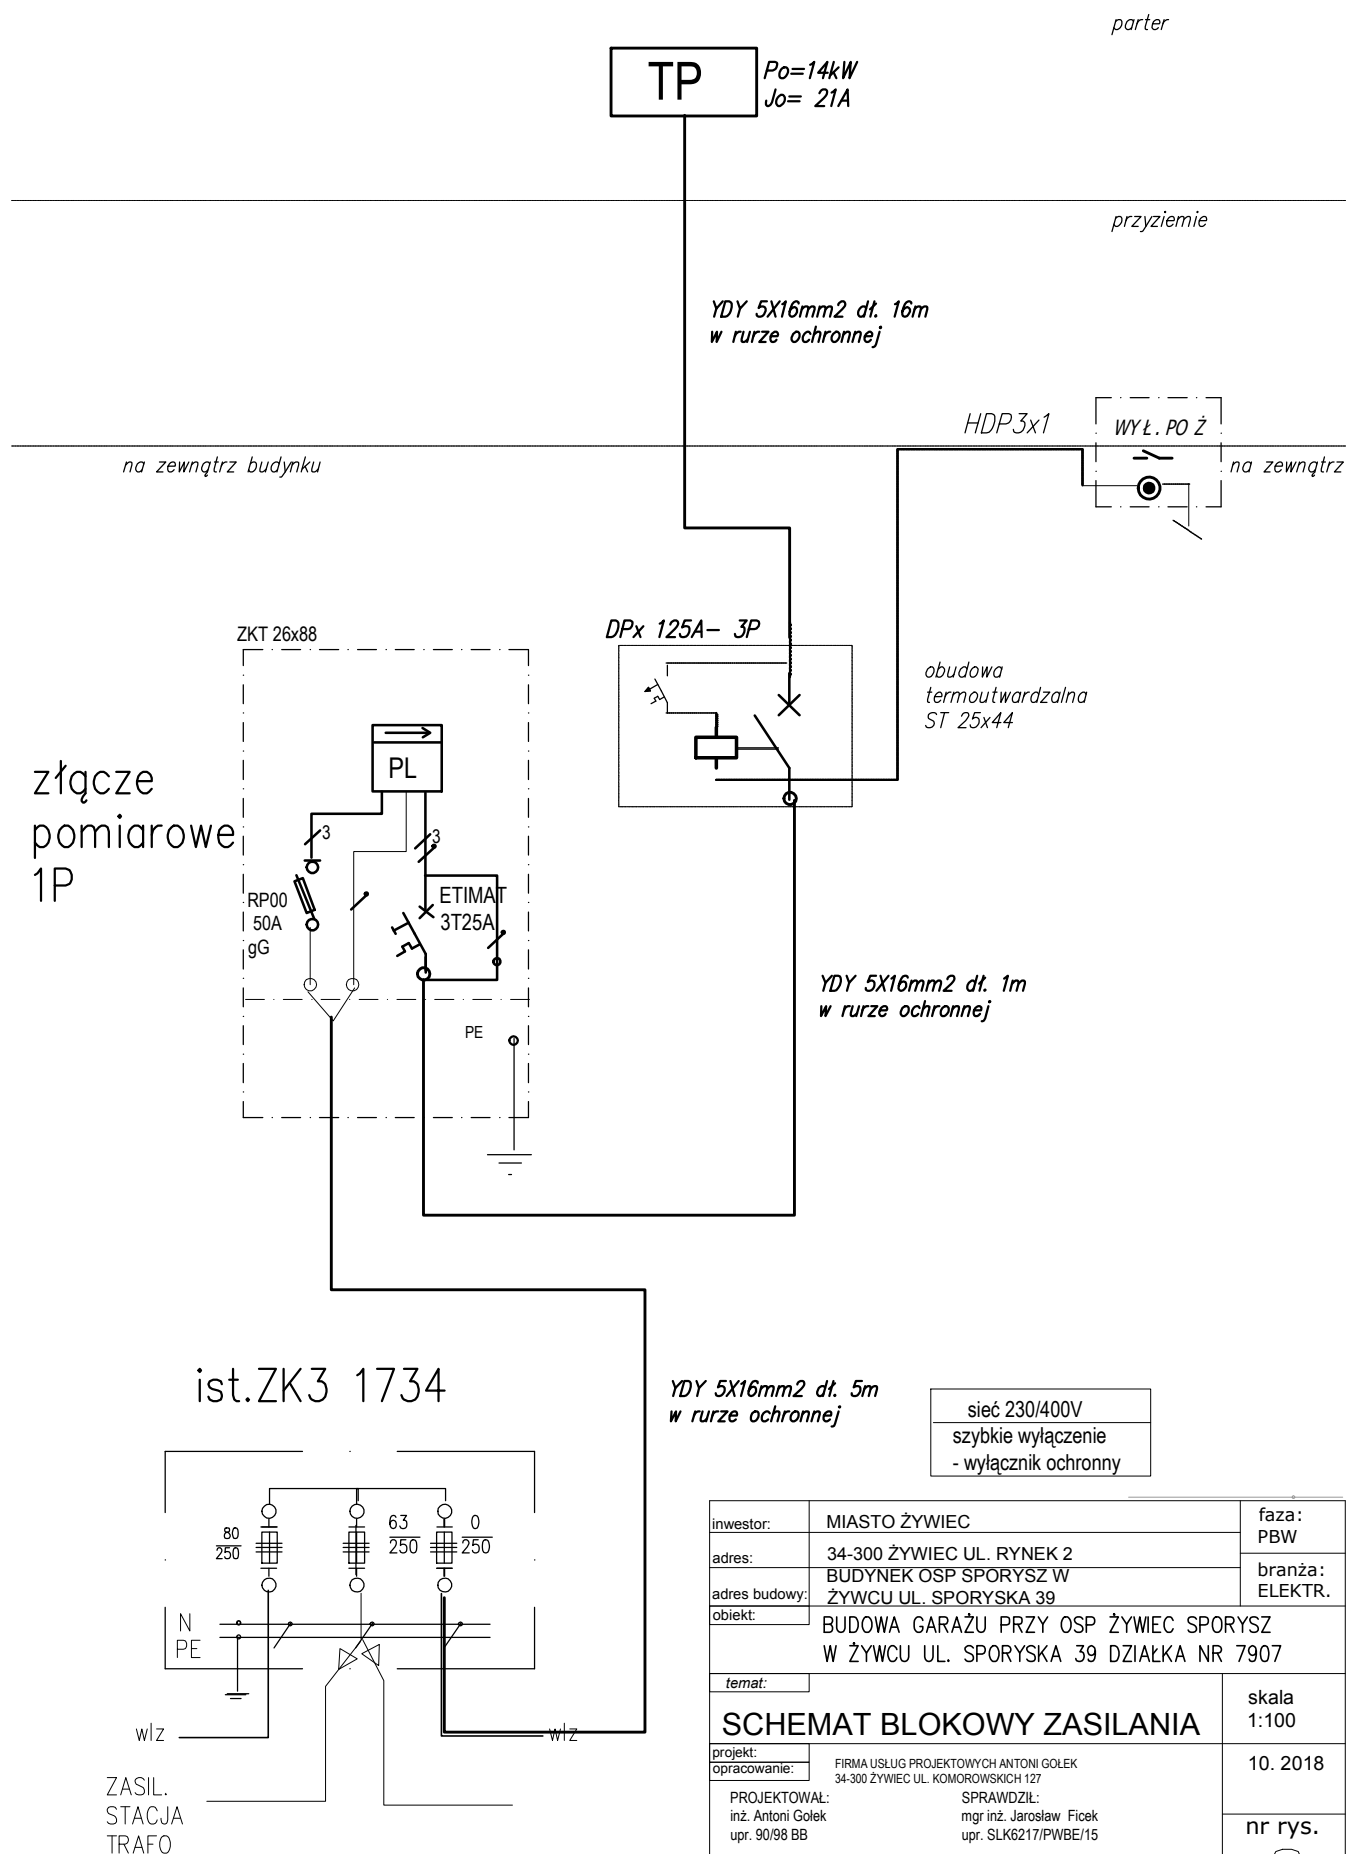 parter
TP
Po=14kW
Jo= 21A
przyziemie
YDY 5X16mm2 dł. 16m
w rurze ochronnej
HDP3x1
WYŁ.PO Ż
na zewnątrz budynku
na zewnątrz
ZKT 26x88
DPx 125A- 3P
obudowa
termoutwardzalna
ST 25x44
PL
złącze
pomiarowe
1P
3
3
RP00
50A
gG
ETIMAT
3T25A
YDY 5X16mm2 dł. 1m
w rurze ochronnej
PE
ist.ZK3 1734
YDY 5X16mm2 dł. 5m
w rurze ochronnej
sieć 230/400V
szybkie wyłączenie
- wyłącznik ochronny
80
250
63
250
0
250
N
PE
wlz
wlz
ZASIL.
STACJA
TRAFO
inwestor:
MIASTO ŻYWIEC
faza:
PBW
adres:
34-300 ŻYWIEC UL. RYNEK 2
branża:
ELEKTR.
adres budowy:
BUDYNEK OSP SPORYSZ W
ŻYWCU UL. SPORYSKA 39
obiekt:
BUDOWA GARAŻU PRZY OSP ŻYWIEC SPORYSZ
W ŻYWCU UL. SPORYSKA 39 DZIAŁKA NR 7907
temat:
SCHEMAT BLOKOWY ZASILANIA
skala
1:100
projekt:
opracowanie:
FIRMA USŁUG PROJEKTOWYCH ANTONI GOŁEK
34-300 ŻYWIEC UL. KOMOROWSKICH 127
10. 2018
PROJEKTOWAŁ:
inż. Antoni Gołek
upr. 90/98 BB
SPRAWDZIŁ:
mgr inż. Jarosław Ficek
upr. SLK6217/PWBE/15
nr rys.